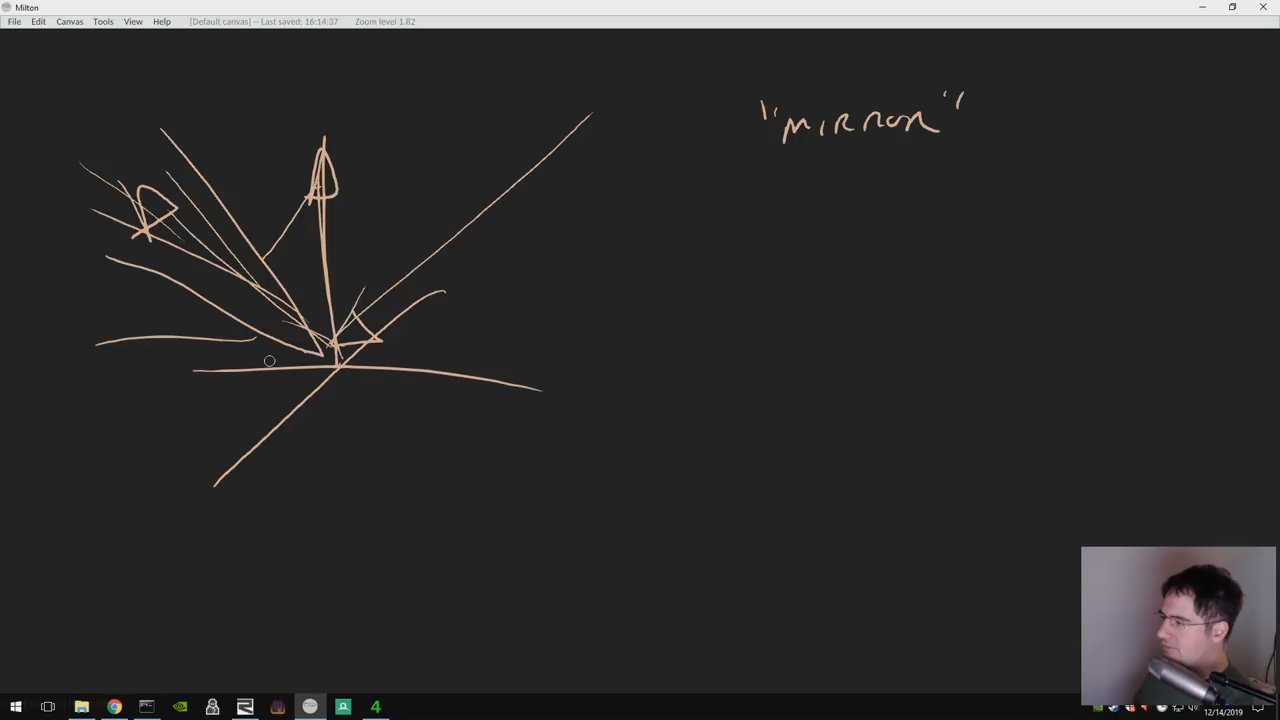 Milton
File Edit Canvas Tools View Help [Default canvas] -- Last saved: 16:14:37 Zoom level 1.82
"MIRROR"
4
12/14/2019